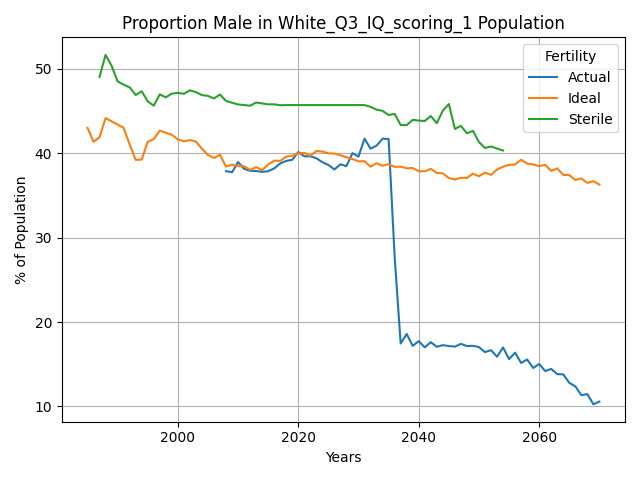 Proportion Male in White_Q3_IQ_scoring_1 Population
% of Population
50
40
30
20
10
Fertility
Actual
Ideal
Sterile
2000
2020
2040
2060
Years